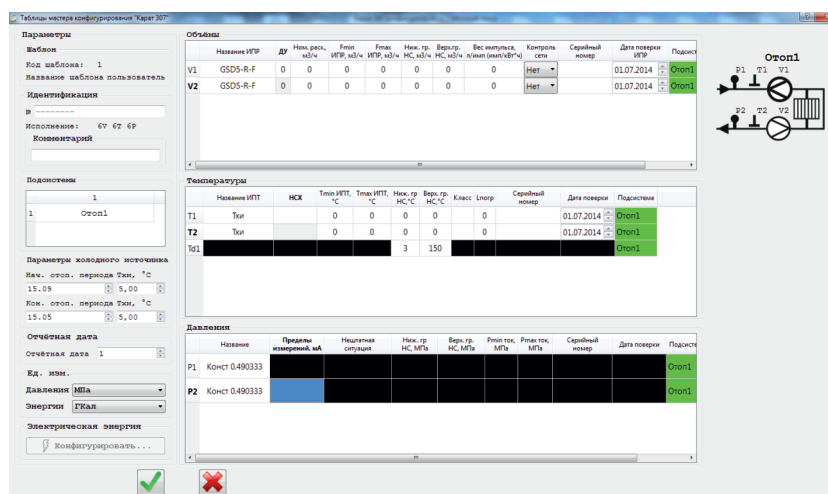 Таблицы мастера конфигурирования "Карат 307"
Параметры
Шаблон
Код шаблона: 1
Название шаблона пользователь
Идентификация
№ --------
Исполнение: 6V 6T 6P
Комментарий
Подсистемы
1
1 Отоп1
Параметры холодного источника
Нач. отоп. периода Тхи, °C
15.09 5,00
Кон. отоп. периода Тхи, °C
15.05 5,00
Отчётная дата
Отчётная дата 1
Ед. изм.
Давления МПа
Энергии ГКал
Электрическая энергия
Конфигурировать...
Объёмы
Название ИПР ДУ Ном. расх., м3/ч Fmin ИПР, м3/ч Fmax ИПР, м3/ч Ниж. гр. НС, м3/ч Верх.гр. НС, м3/ч Вес импульса, л/имп (имп/кВт*ч) Контроль сети Серийный номер Дата поверки ИПР Подсист
V1 GSD5-R-F 0 0 0 0 0 0 0 Нет 01.07.2014 Отоп1
V2 GSD5-R-F 0 0 0 0 0 0 0 Нет 01.07.2014 Отоп1
Температуры
Название ИПТ НСХ Tmin ИПТ, °C Tmax ИПТ, °C Ниж. гр НС,°C Верх. гр. НС,°C Класс Lпогр Серийный номер Дата поверки Подсистема
T1 Тхи 0 0 0 0 0 01.07.2014 Отоп1
T2 Тхи 0 0 0 0 0 01.07.2014 Отоп1
Td1 3 150 Отоп1
Давления
Название Пределы измерений, мА Нештатная ситуация Ниж. гр НС, МПа Верх. гр. НС, МПа Pmin ток, МПа Pmax ток, МПа Серийный номер Дата поверки Подсисте
P1 Конст 0.490333 Отоп1
P2 Конст 0.490333 Отоп1
Отоп1
P1 T1 V1
P2 T2 V2